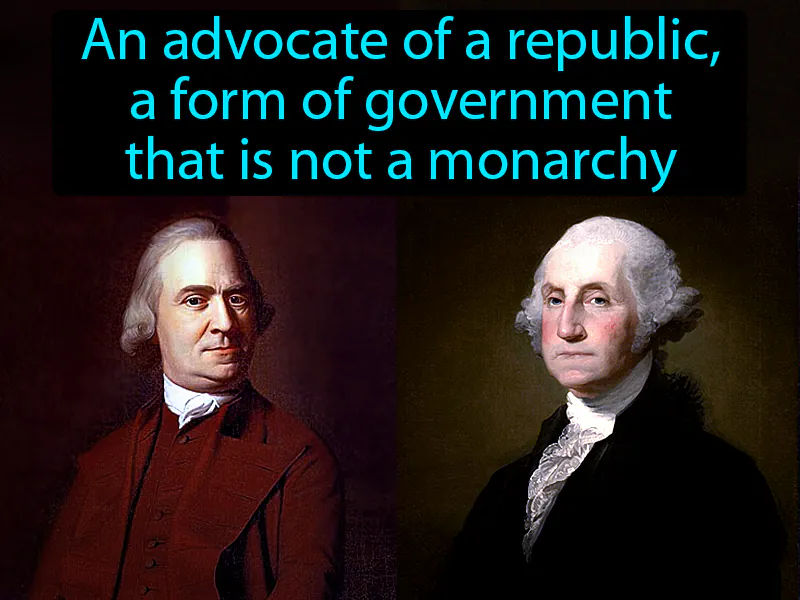 An advocate of a republic,
a form of government
that is not a monarchy